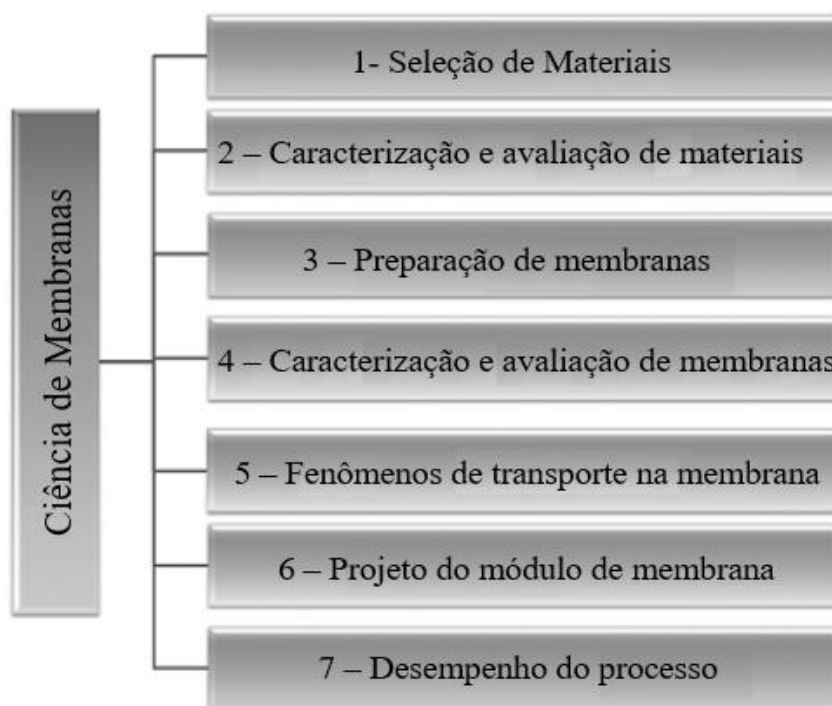 Ciência de Membranas
1- Seleção de Materiais
2 – Caracterização e avaliação de materiais
3 – Preparação de membranas
4 – Caracterização e avaliação de membranas
5 – Fenômenos de transporte na membrana
6 – Projeto do módulo de membrana
7 – Desempenho do processo